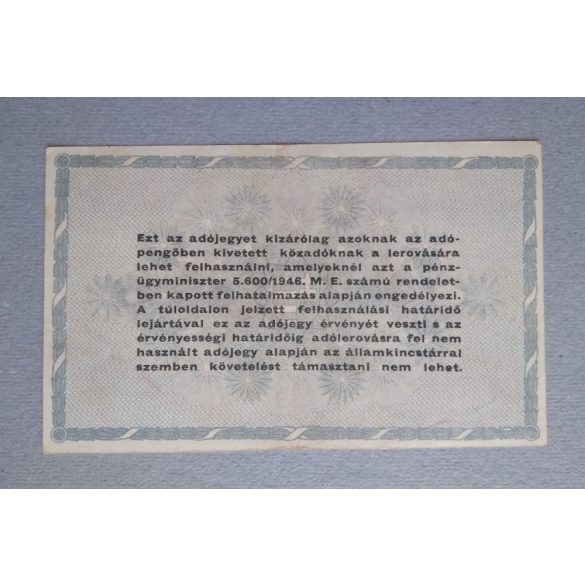 Ezt az adójegyet kizárólag azoknak az adó-
pengőben kivetett közadóknak a lerovására
lehet felhasználni, amelyeknél azt a pénz-
ügyminiszter 5.600/1946. M. E. számú rendelet-
ben kapott felhatalmazás alapján engedélyezi.
A túloldalon jelzett felhasználási határidő
lejártával ez az adójegy érvényét veszti s az
érvényességi határidőig adólerovásra fel nem
használt adójegy alapján az államkincstárral
szemben követelést támasztani nem lehet.